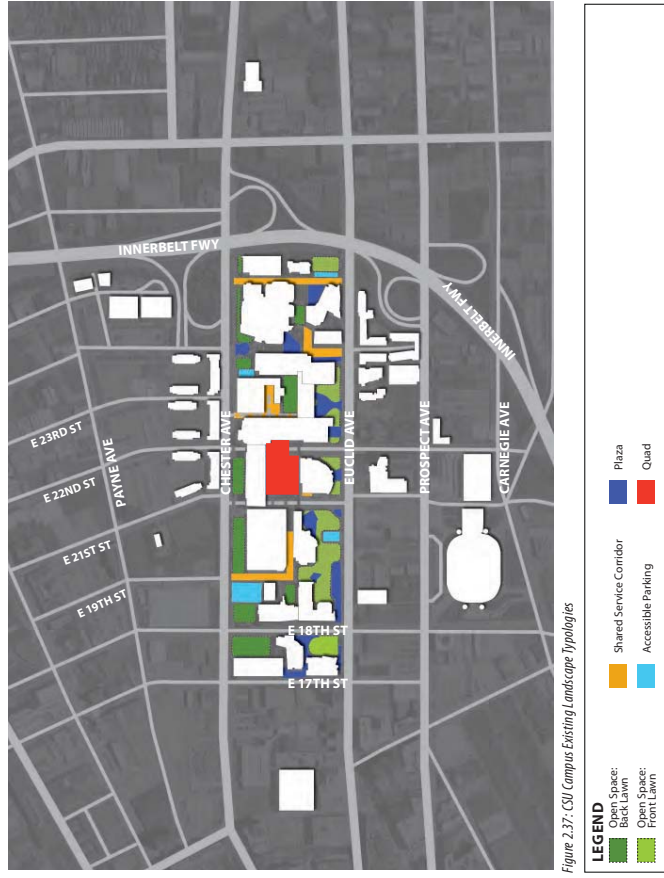 INNERBELT FWY
INNERBELT FWY
E 23RD ST
E 22ND ST
E 21ST ST
E 19TH ST
E 18TH ST
E 17TH ST
PAYNE AVE
CHESTER AVE
EUCLID AVE
PROSPECT AVE
CARNEGIE AVE
Figure 2.37: CSU Campus Existing Landscape Typologies
LEGEND
Open Space:
Back Lawn
Open Space:
Front Lawn
Shared Service Corridor
Accessible Parking
Plaza
Quad